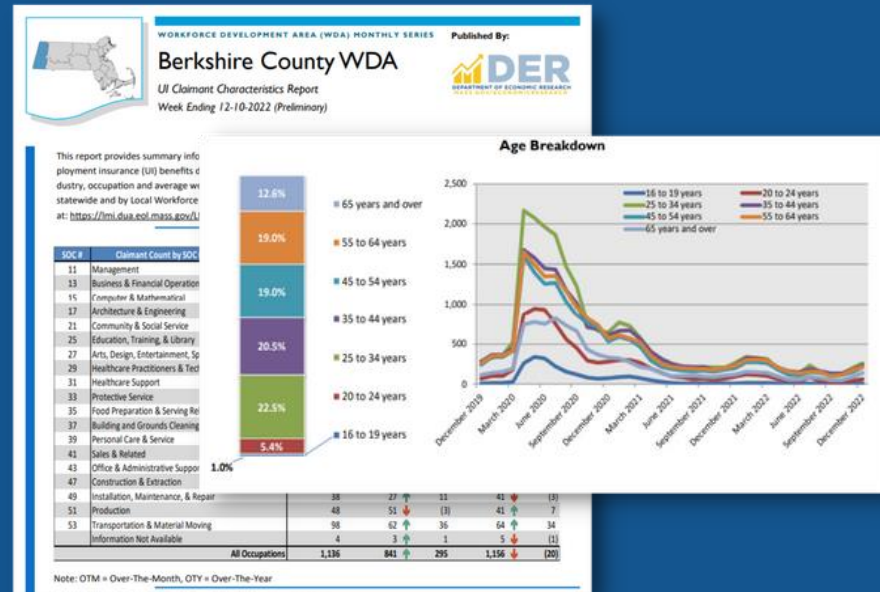 WORKFORCE DEVELOPMENT AREA (WDA) MONTHLY SERIES
Published By:
Berkshire County WDA
UI Claimant Characteristics Report
Week Ending 12-10-2022 (Preliminary)
DER
DEPARTMENT OF ECONOMIC RESEARCH
This report provides summary info
ployment insurance (UI) benefits d
dustry, occupation and average w
statewide and by Local Workforce
at: https://lmi.dua.eol.mass.gov/L
Age Breakdown
12.6%
19.0%
19.0%
20.5%
22.5%
5.4%
1.0%
65 years and over
55 to 64 years
45 to 54 years
35 to 44 years
25 to 34 years
20 to 24 years
16 to 19 years
2,500
2,000
1,500
1,000
500
0
16 to 19 years 20 to 24 years
25 to 34 years 35 to 44 years
45 to 54 years 55 to 64 years
65 years and over
December 2019
March 2020
June 2020
September 2020
December 2020
March 2021
June 2021
September 2021
December 2021
March 2022
June 2022
September 2022
December 2022
SOC # Claimant Count by SOC
11 Management
13 Business & Financial Operation
15 Computer & Mathematical
17 Architecture & Engineering
21 Community & Social Service
25 Education, Training, & Library
27 Arts, Design, Entertainment, Sp
29 Healthcare Practitioners & Tech
31 Healthcare Support
33 Protective Service
35 Food Preparation & Serving Rel
37 Building and Grounds Cleaning
39 Personal Care & Service
41 Sales & Related
43 Office & Administrative Suppor
47 Construction & Extraction
49 Installation, Maintenance, & Repair 38 27 11 41 (3)
51 Production 48 51 (3) 41 7
53 Transportation & Material Moving 98 62 36 64 34
Information Not Available 4 3 1 5 (1)
All Occupations 1,136 841 295 1,156 (20)
Note: OTM = Over-The-Month, OTY = Over-The-Year